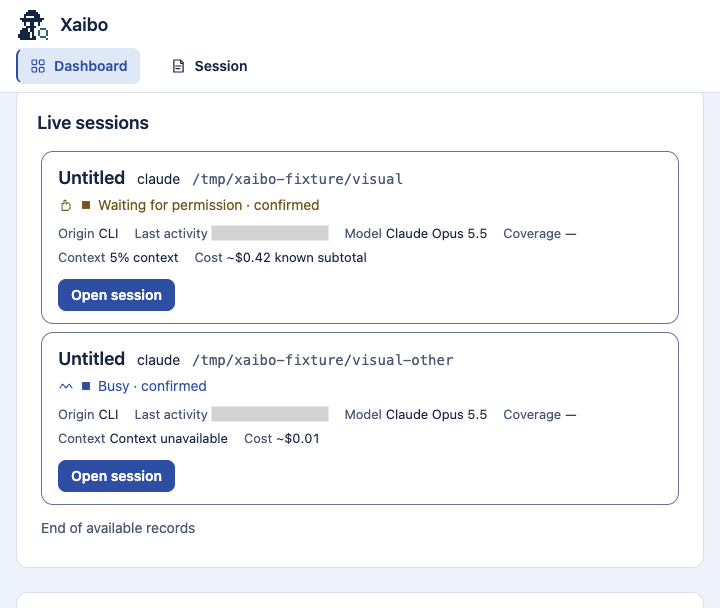 Xaibo
Dashboard Session
Live sessions
Untitled claude /tmp/xaibo-fixture/visual
Waiting for permission · confirmed
Origin CLI Last activity Model Claude Opus 5.5 Coverage —
Context 5% context Cost ~$0.42 known subtotal
Open session
Untitled claude /tmp/xaibo-fixture/visual-other
Busy · confirmed
Origin CLI Last activity Model Claude Opus 5.5 Coverage —
Context Context unavailable Cost ~$0.01
Open session
End of available records